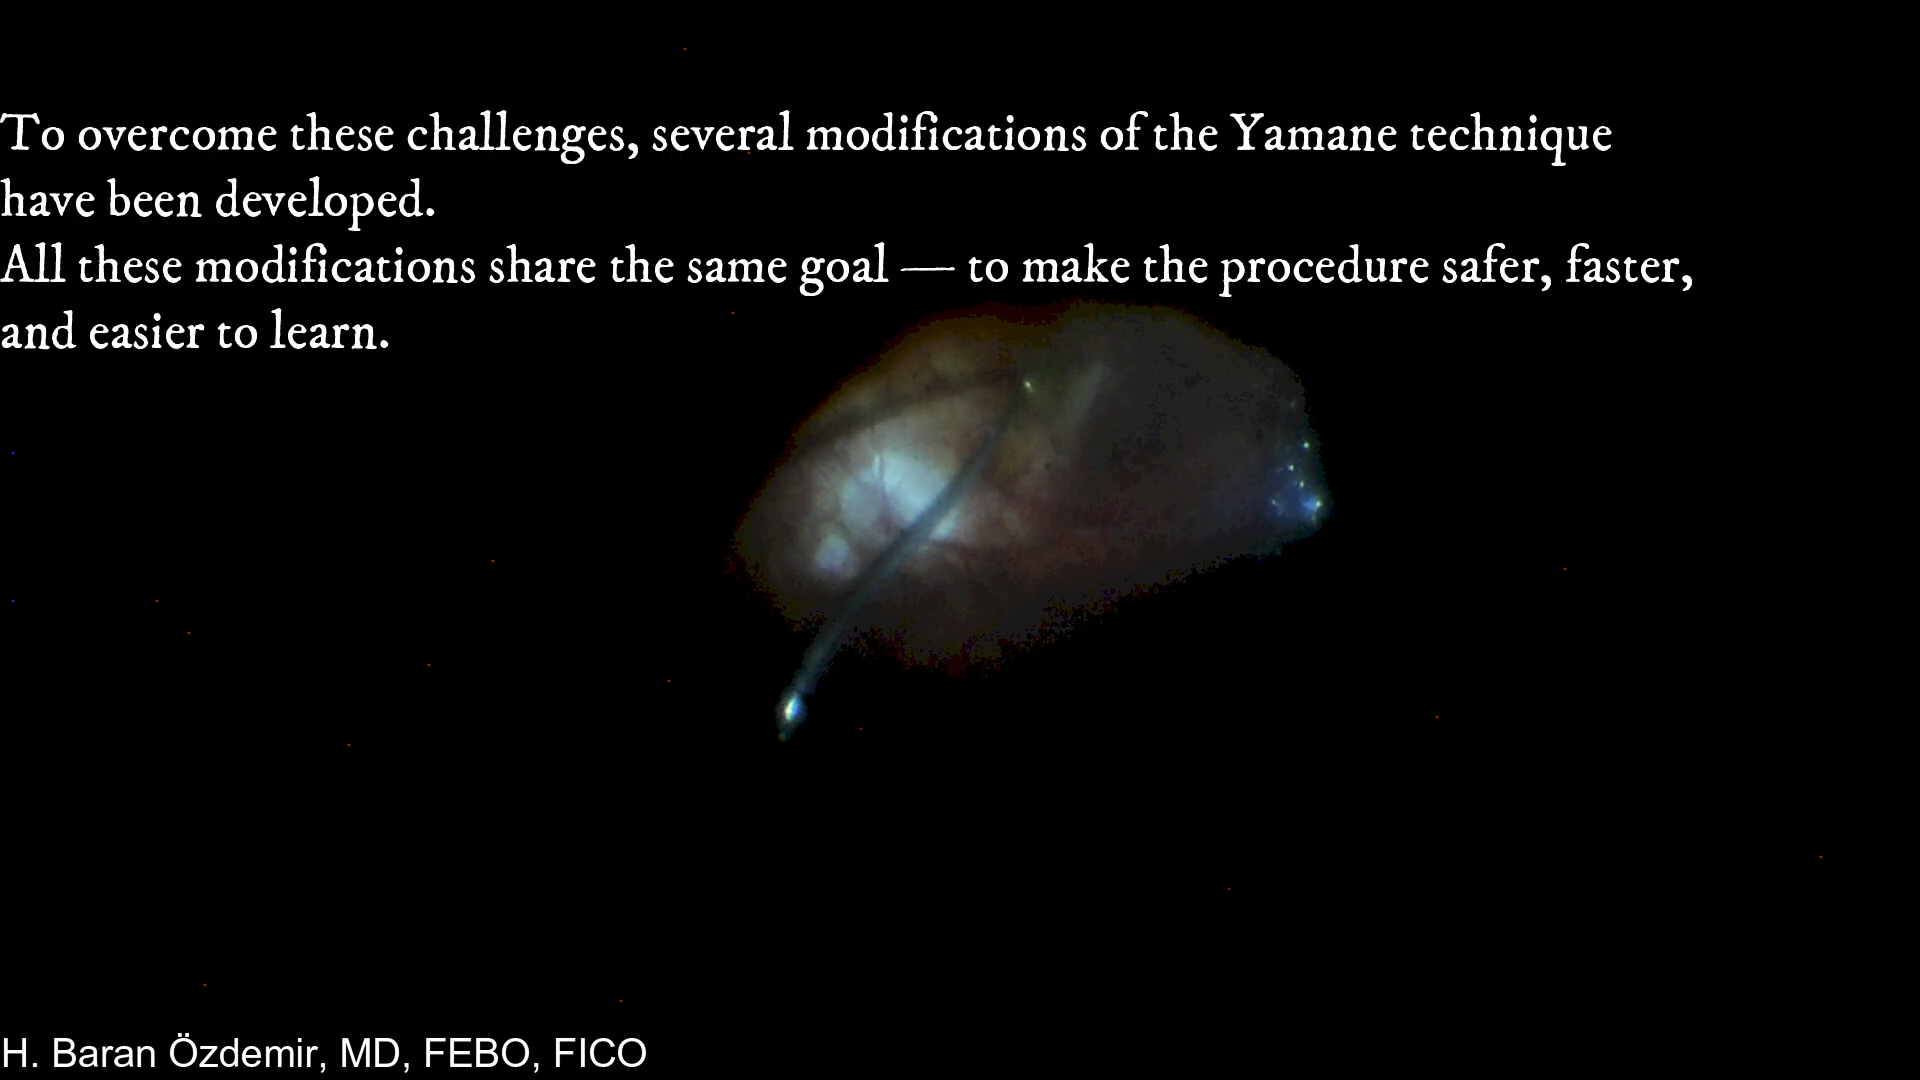 To overcome these challenges, several modifications of the Yamane technique
have been developed.
All these modifications share the same goal — to make the procedure safer, faster,
and easier to learn.
H. Baran Özdemir, MD, FEBO, FICO